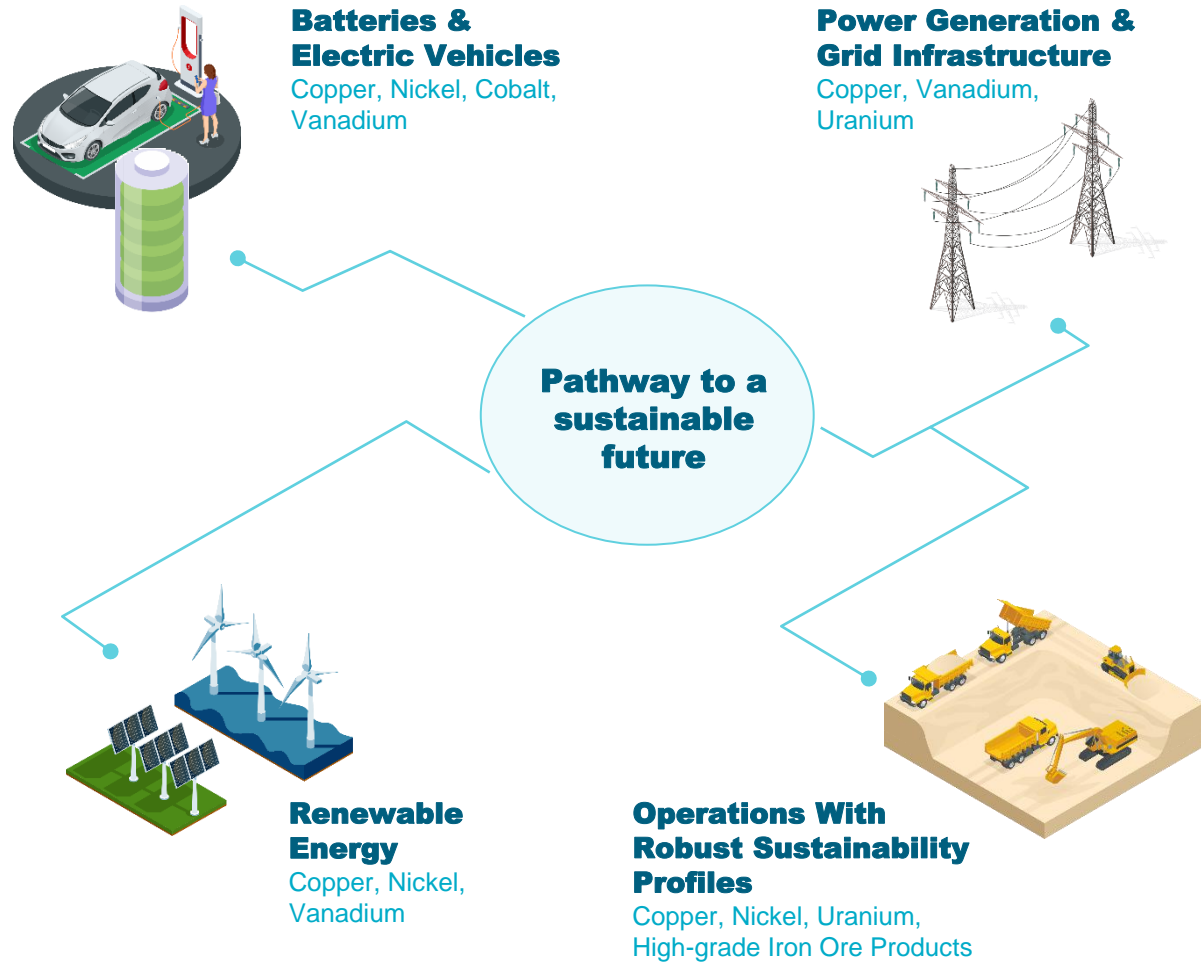 Batteries &
Electric Vehicles
Copper, Nickel, Cobalt,
Vanadium
Power Generation &
Grid Infrastructure
Copper, Vanadium,
Uranium
Pathway to a
sustainable
future
Renewable
Energy
Copper, Nickel,
Vanadium
Operations With
Robust Sustainability
Profiles
Copper, Nickel, Uranium,
High-grade Iron Ore Products